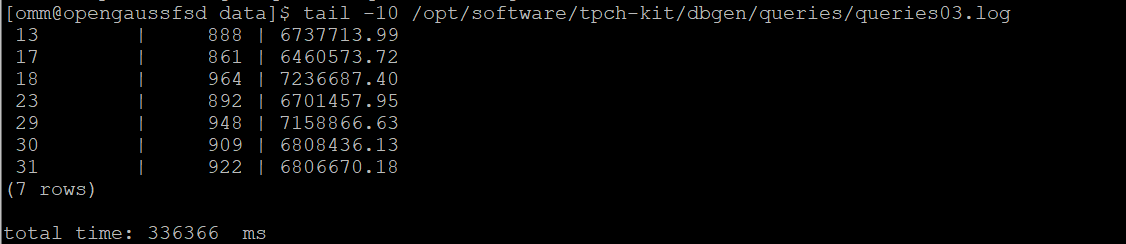 [omm@opengaussfsd data]$ tail -10 /opt/software/tpch-kit/dbgen/queries/queries03.log
 13        |      888 | 6737713.99
 17        |      861 | 6460573.72
 18        |      964 | 7236687.40
 23        |      892 | 6701457.95
 29        |      948 | 7158866.63
 30        |      909 | 6808436.13
 31        |      922 | 6806670.18
(7 rows)

total time: 336366  ms